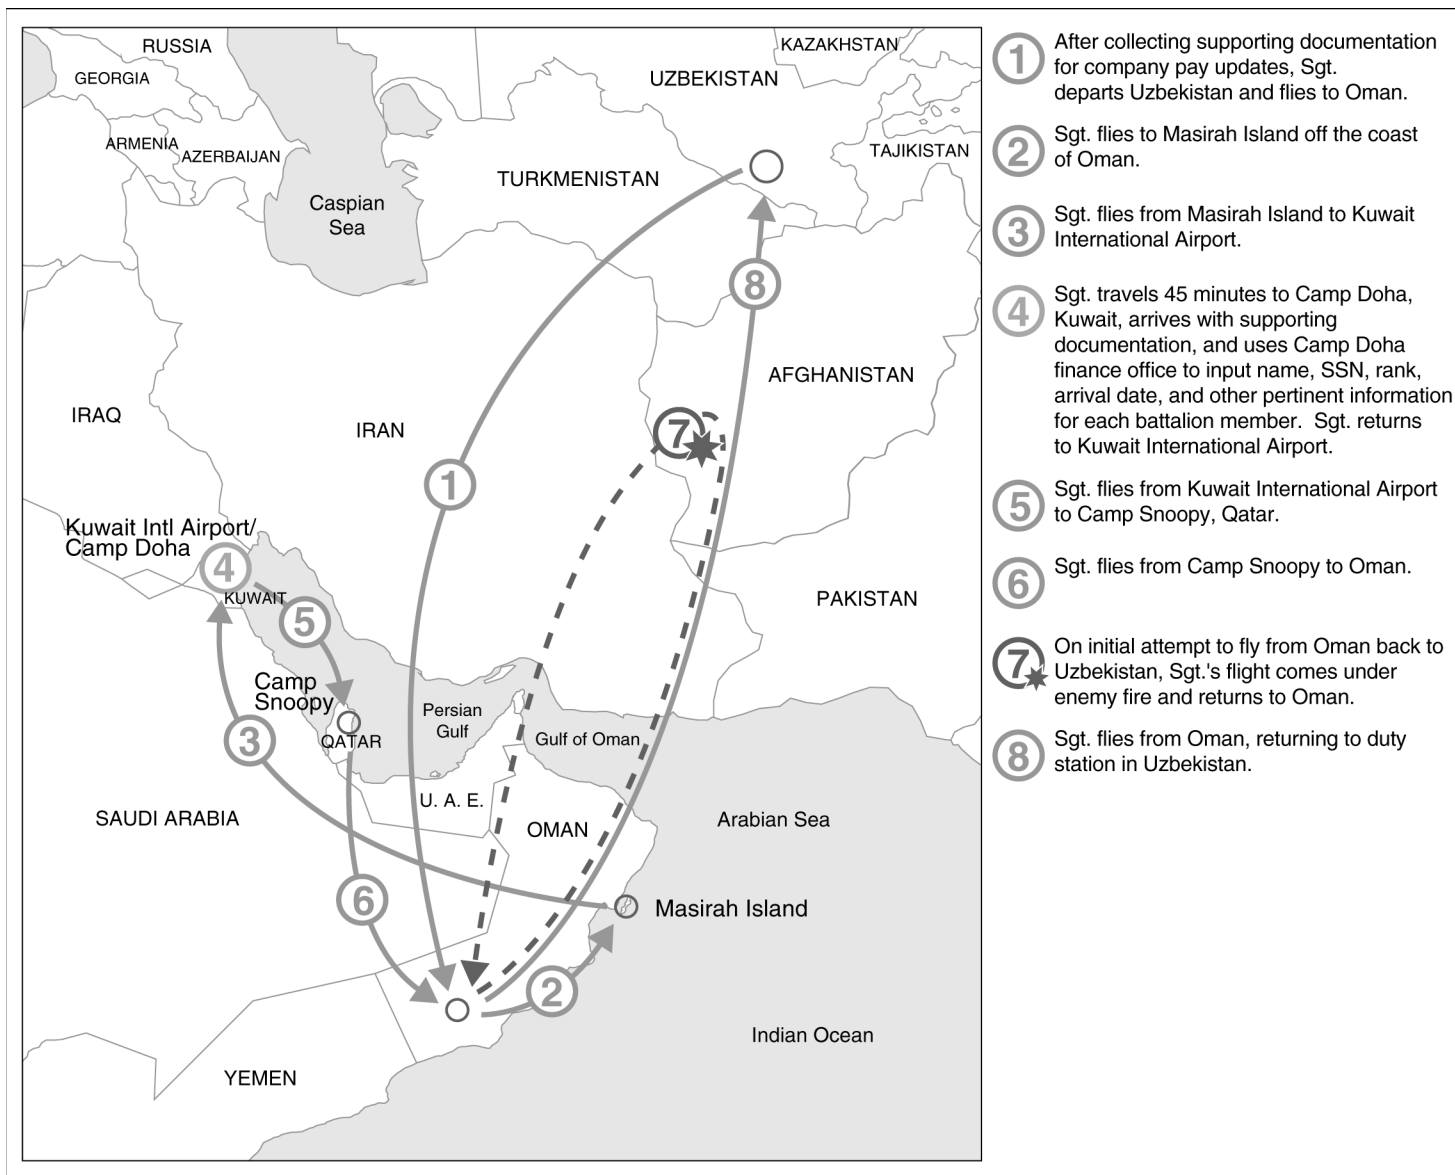 RUSSIA
GEORGIA
ARMENIA
AZERBAIJAN
Caspian
Sea
KAZAKHSTAN
UZBEKISTAN
TAJIKISTAN
TURKMENISTAN
8
AFGHANISTAN
7
IRAQ
IRAN
1
Kuwait Intl Airport/
Camp Doha
4
KUWAIT
5
PAKISTAN
Camp
Snoopy
QATAR
3
Persian
Gulf
Gulf of Oman
U. A. E.
OMAN
SAUDI ARABIA
Arabian Sea
6
Masirah Island
2
Indian Ocean
YEMEN
1
After collecting supporting documentation
for company pay updates, Sgt.
departs Uzbekistan and flies to Oman.
2
Sgt. flies to Masirah Island off the coast
of Oman.
3
Sgt. flies from Masirah Island to Kuwait
International Airport.
4
Sgt. travels 45 minutes to Camp Doha,
Kuwait, arrives with supporting
documentation, and uses Camp Doha
finance office to input name, SSN, rank,
arrival date, and other pertinent information
for each battalion member.  Sgt. returns
to Kuwait International Airport.
5
Sgt. flies from Kuwait International Airport
to Camp Snoopy, Qatar.
6
Sgt. flies from Camp Snoopy to Oman.
7
On initial attempt to fly from Oman back to
Uzbekistan, Sgt.'s flight comes under
enemy fire and returns to Oman.
8
Sgt. flies from Oman, returning to duty
station in Uzbekistan.